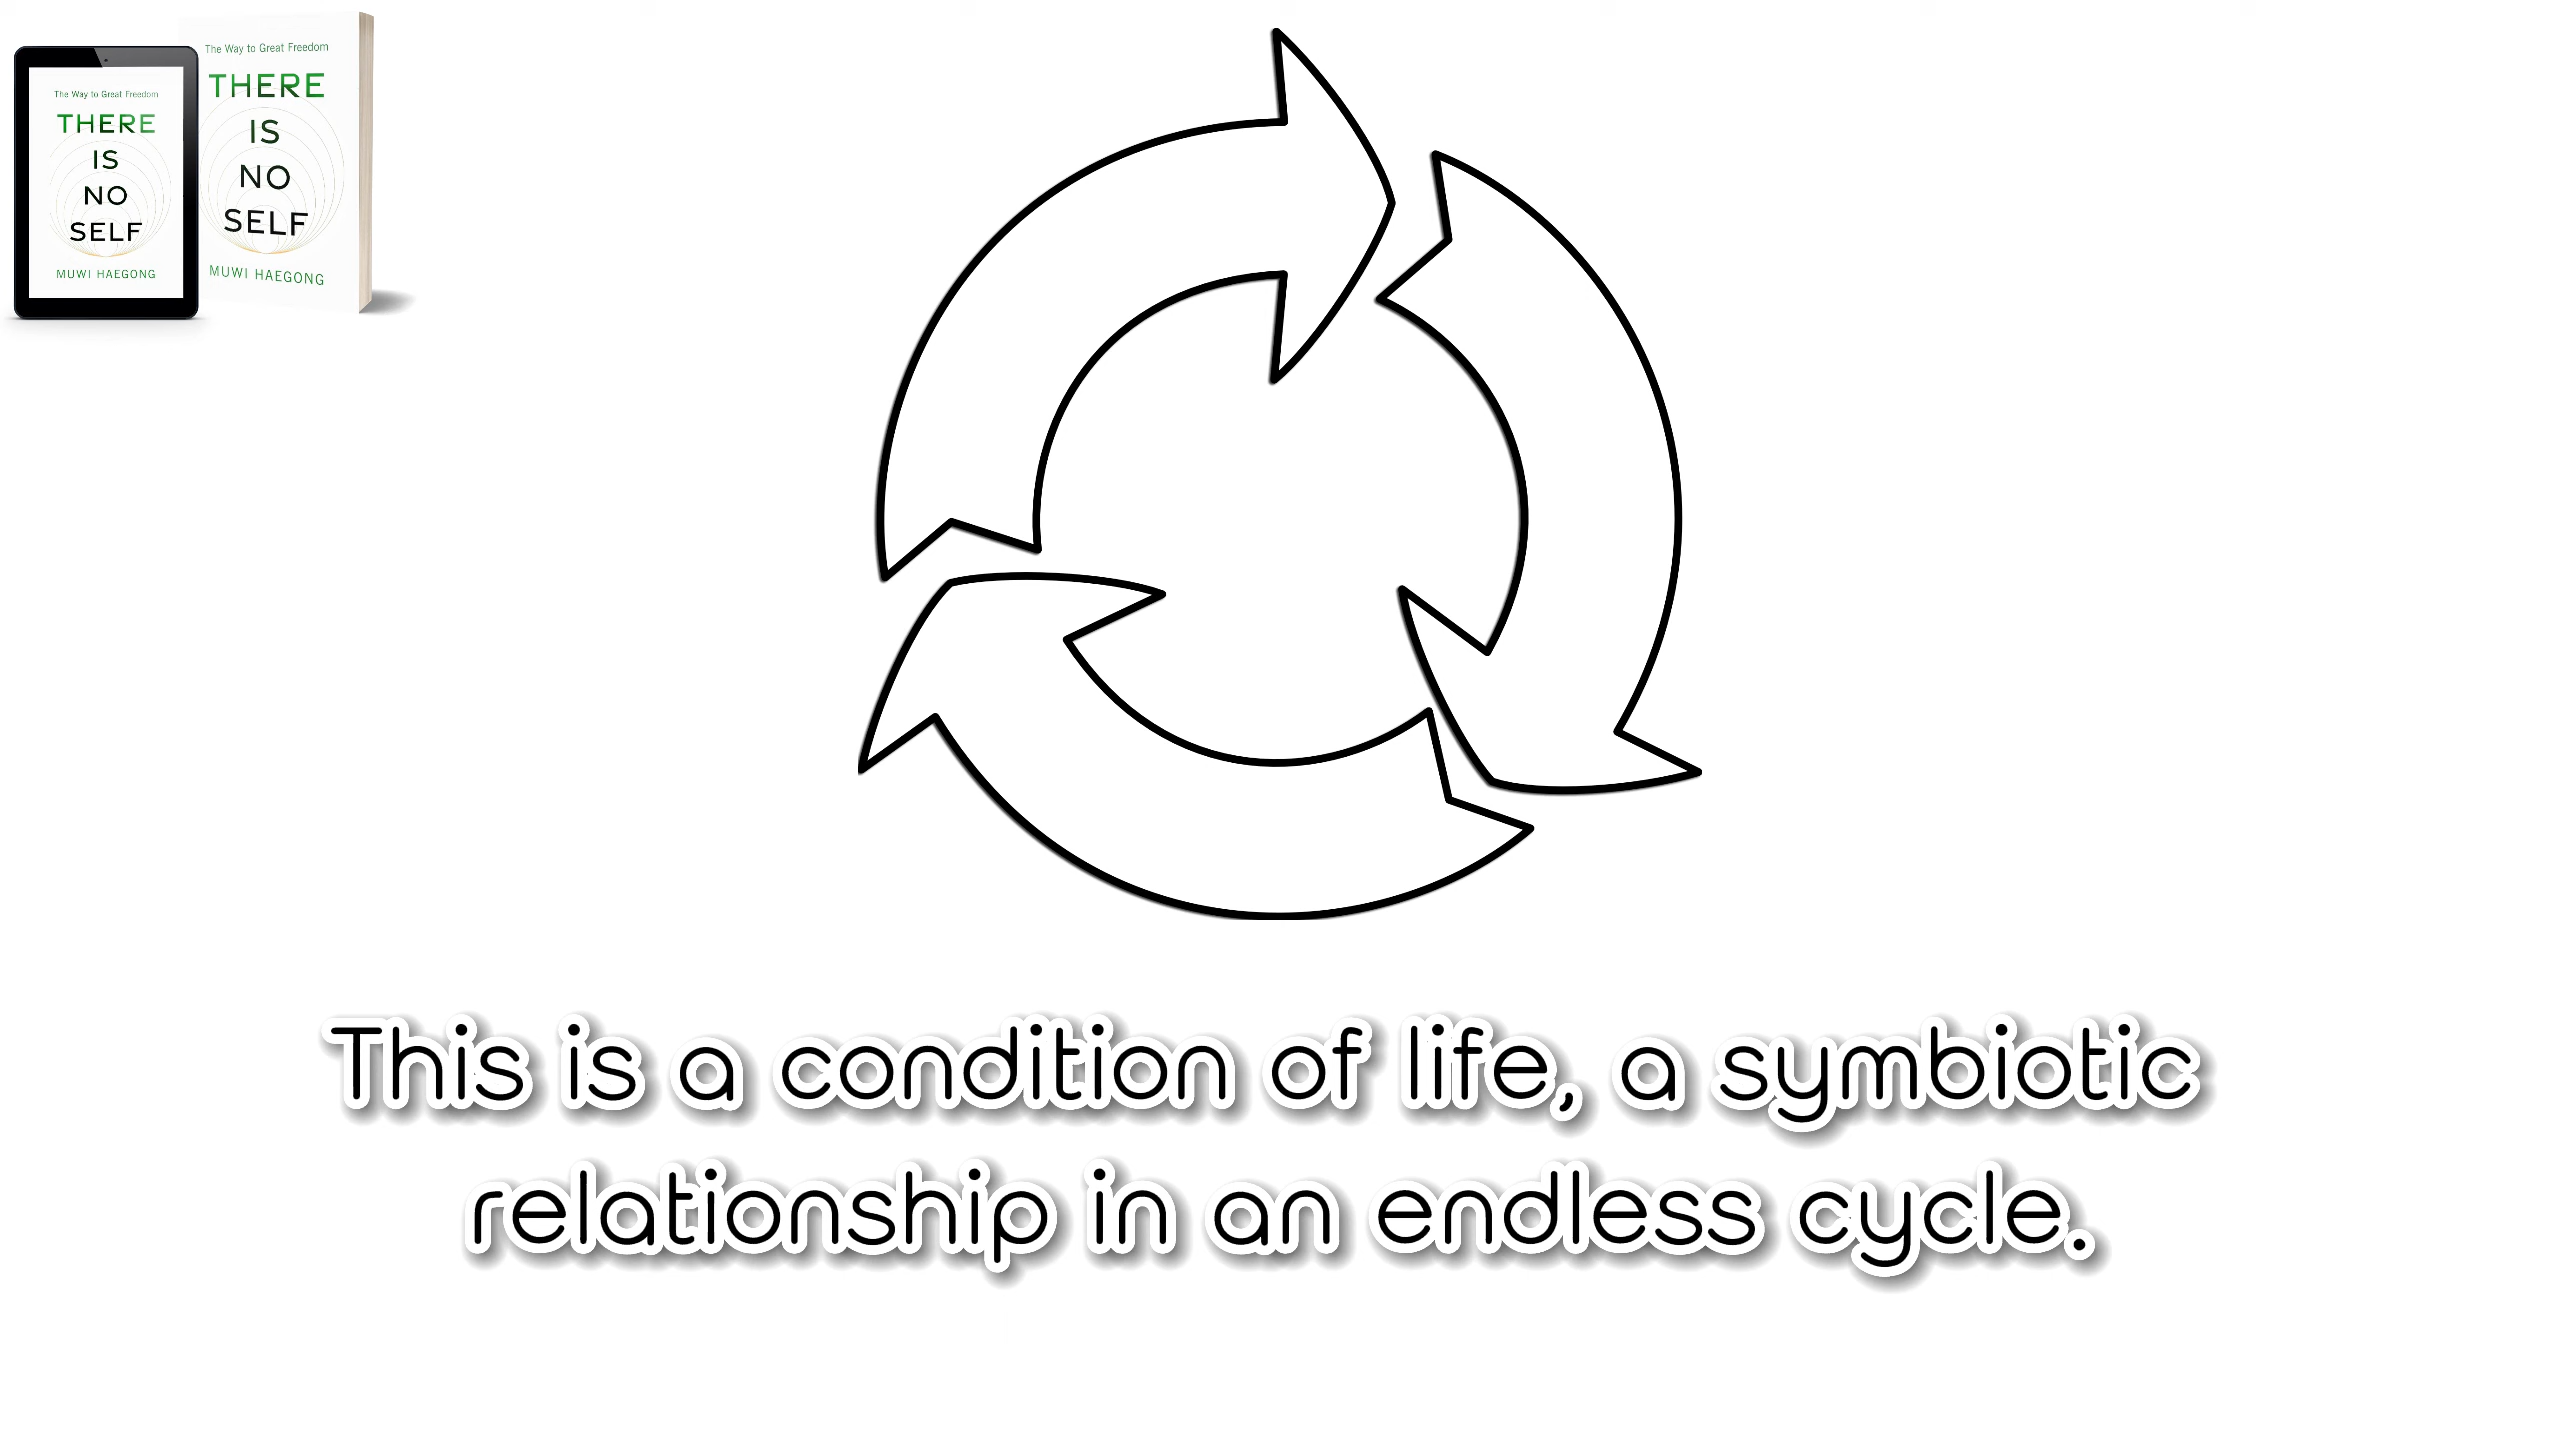 The Way to Great Freedom
THERE
IS
NO
SELF
MUWI HAEGONG
The Way to Great Freedom
THERE
IS
NO
SELF
MUWI HAEGONG
This is a condition of life, a symbiotic
relationship in an endless cycle.